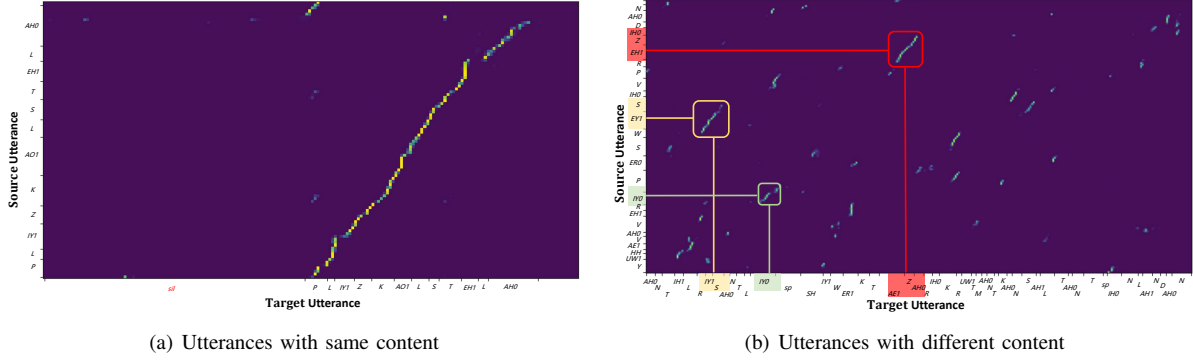 AH0
L
EH1
T
S
L
AO1
K
Z
IY1
L
P
Source Utterance
sil
P L IY1 Z K AO1 L S T EH1 AH0
Target Utterance
(a) Utterances with same content
N
AH0
D
IH0
Z
EH1
R
P
V
IH0
S
EY1
W
S
ER0
P
IY0
R
EH1
V
AH0
V
AE1
HH
UW1
Y
Source Utterance
AH0 IH1 IY1 T IY0 IY1 K Z IH0 UW1 AH0 K S T T N N N
N L S N sp W T AH0 K T N AH1 AH0 sp L D
T R AH0 L SH ER1 AE1 R R T M T N AH0 L N IH0 AH1 AH0 T
Target Utterance
(b) Utterances with different content